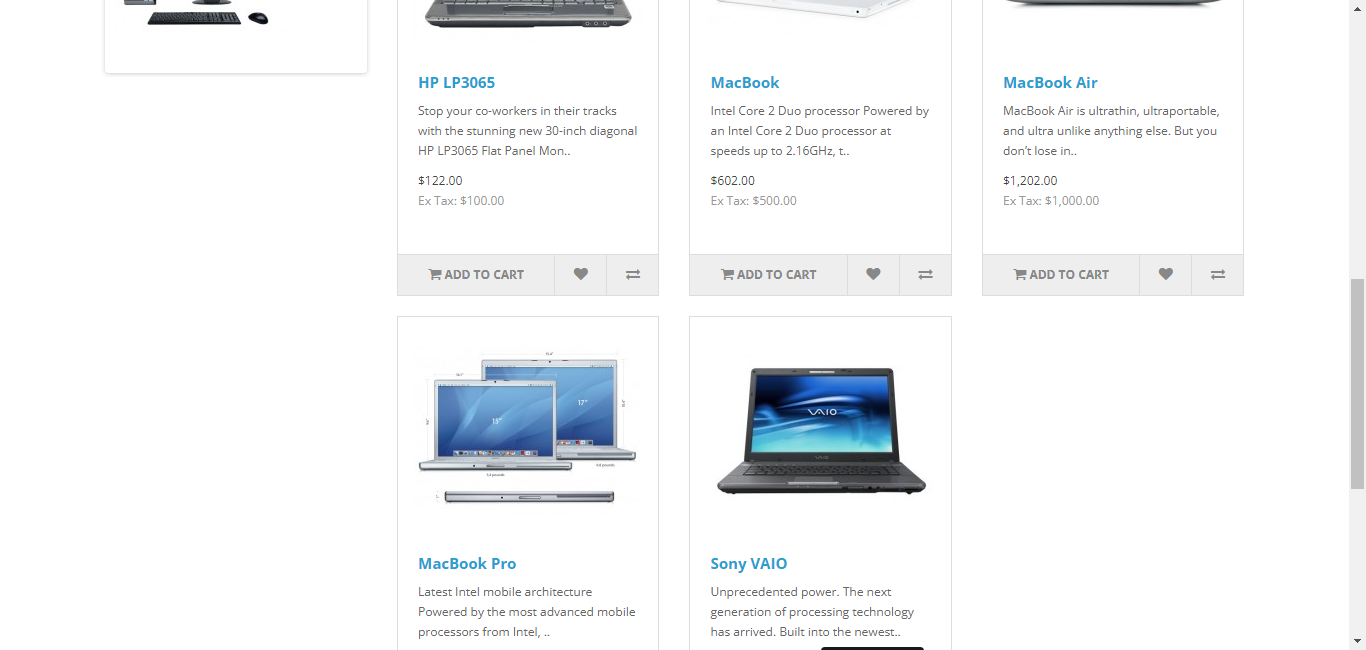 HP LP3065
Stop your co-workers in their tracks
with the stunning new 30-inch diagonal
HP LP3065 Flat Panel Mon..
$122.00
Ex Tax: $100.00
ADD TO CART
MacBook
Intel Core 2 Duo processor Powered by
an Intel Core 2 Duo processor at
speeds up to 2.16GHz, t..
$602.00
Ex Tax: $500.00
ADD TO CART
MacBook Air
MacBook Air is ultrathin, ultraportable,
and ultra unlike anything else. But you
don’t lose in..
$1,202.00
Ex Tax: $1,000.00
ADD TO CART
17"
15"
MacBook Pro
Latest Intel mobile architecture
Powered by the most advanced mobile
processors from Intel, ..
VAIO
VAIO
Sony VAIO
Unprecedented power. The next
generation of processing technology
has arrived. Built into the newest..